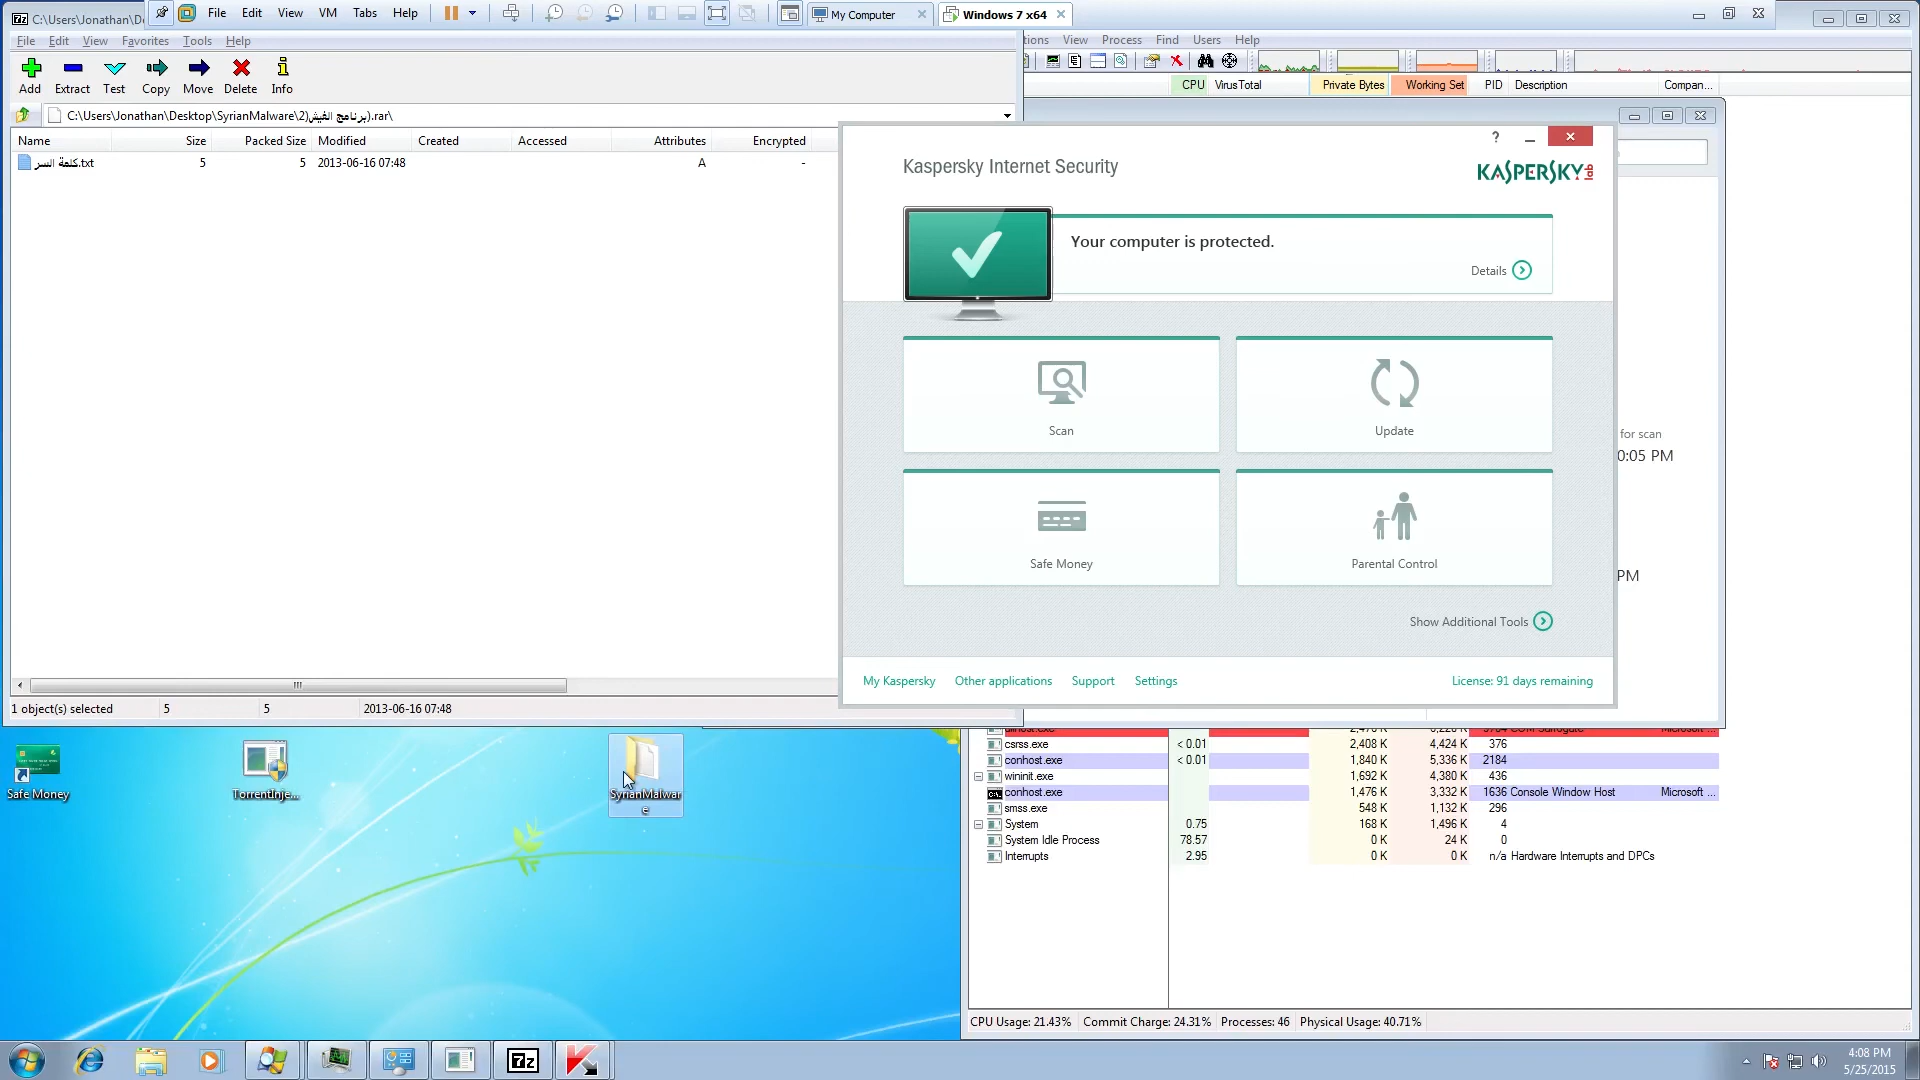 C:\Users\Jonathan\D
File Edit View VM Tabs Help
My Computer
Windows 7 x64
File Edit View Favorites Tools Help
View Process Find Users Help
Add Extract Test Copy Move Delete Info
CPU VirusTotal Private Bytes Working Set PID Description Compan...
C:\Users\Jonathan\Desktop\SyrianMalware\2(برنامج الفيش).rar\
Name Size Packed Size Modified Created Accessed Attributes Encrypted
كلمة السر.txt 5 5 2013-06-16 07:48 A -
Kaspersky Internet Security
KASPERSKY lab
Your computer is protected.
Details
Scan
Update
Safe Money
Parental Control
Show Additional Tools
My Kaspersky Other applications Support Settings License: 91 days remaining
for scan
0:05 PM
PM
1 object(s) selected 5 5 2013-06-16 07:48
Safe Money
TorrentInje...
SyrianMalwar
e
csrss.exe < 0.01 2,408 K 4,424 K 376
conhost.exe < 0.01 1,840 K 5,336 K 2184
wininit.exe 1,692 K 4,380 K 436
conhost.exe 1,476 K 3,332 K 1636 Console Window Host Microsoft ...
smss.exe 548 K 1,132 K 296
System 0.75 168 K 1,496 K 4
System Idle Process 78.57 0 K 24 K 0
Interrupts 2.95 0 K 0 K n/a Hardware Interrupts and DPCs
CPU Usage: 21.43% Commit Charge: 24.31% Processes: 46 Physical Usage: 40.71%
7z
4:08 PM
5/25/2015